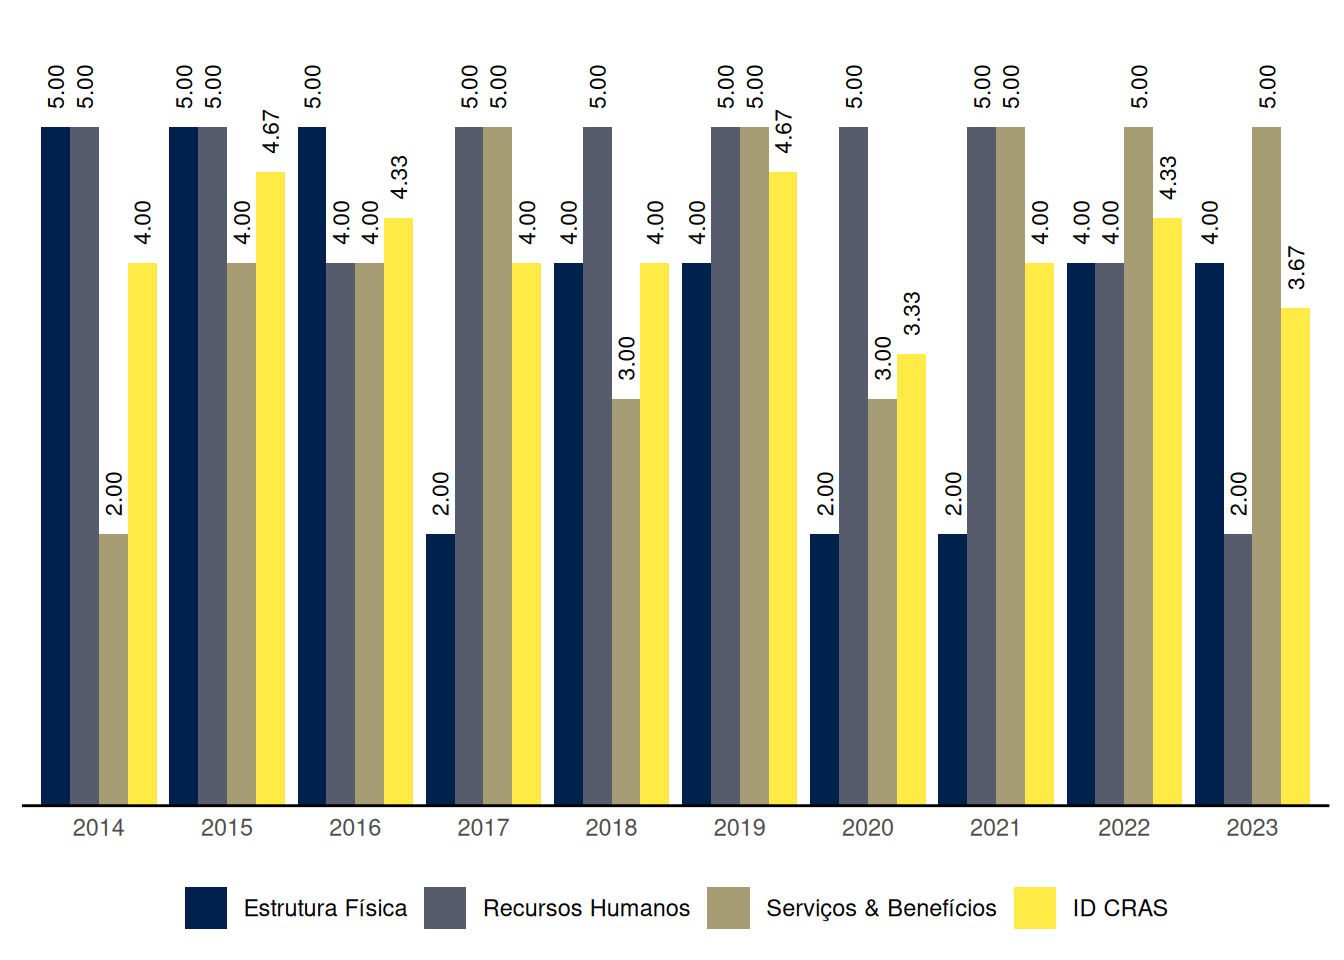 5.00 5.00 2.00 4.00
5.00 5.00 4.00 4.67
5.00 4.00 4.00 4.33
2.00 5.00 5.00 4.00
4.00 5.00 3.00 4.00
4.00 5.00 5.00 4.67
2.00 5.00 3.00 3.33
2.00 5.00 5.00 4.00
4.00 4.00 5.00 4.33
4.00 2.00 5.00 3.67
2014 2015 2016 2017 2018 2019 2020 2021 2022 2023
Estrutura Física Recursos Humanos Serviços & Benefícios ID CRAS